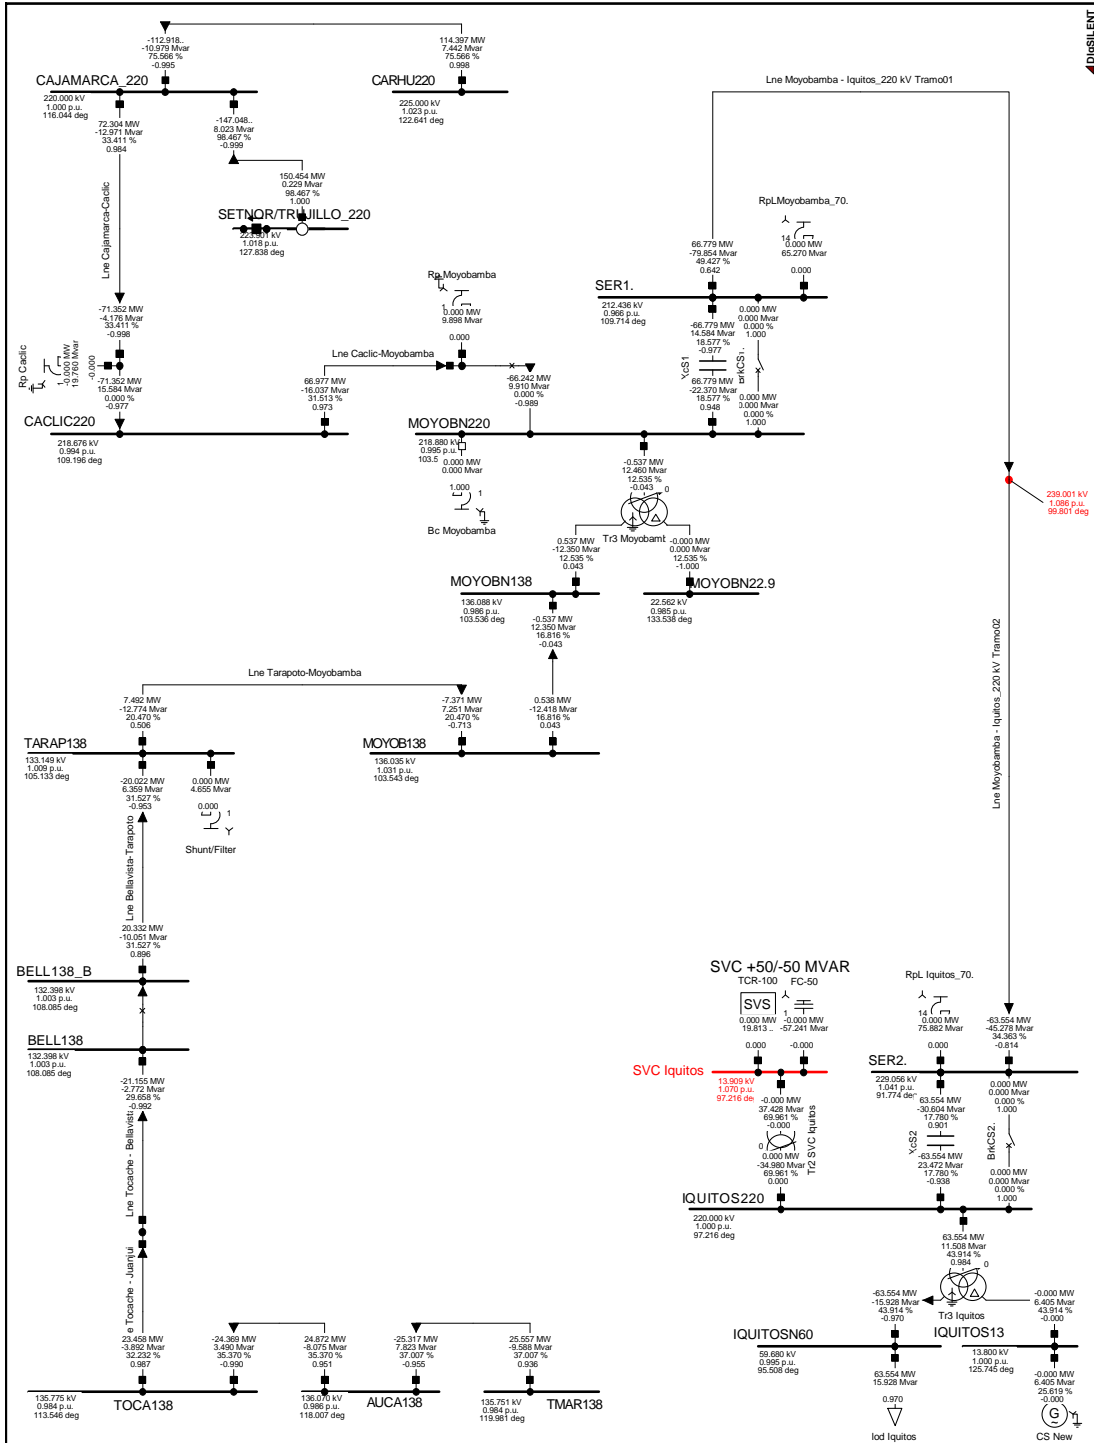 DIgSILENT
-112.918..
-10.979 Mvar
75.566 %
-0.995
114.397 MW
7.442 Mvar
75.566 %
0.998
CAJAMARCA_220
CARHU220
220.000 kV
1.000 p.u.
116.044 deg
225.000 kV
1.023 p.u.
122.641 deg
Lne Moyobamba - Iquitos_220 kV Tramo01
72.304 MW
-12.971 Mvar
33.411 %
0.984
-147.048..
8.023 Mvar
98.467 %
-0.999
150.454 MW
0.229 Mvar
98.467 %
1.000
SETNOR/TRUJILLO_220
223.901 kV
1.018 p.u.
127.838 deg
Lne Cajamarca-Caclic
RpLMoyobamba_70.
14
0.000 MW
65.270 Mvar
0.000
66.779 MW
-79.854 Mvar
49.427 %
0.642
SER1.
212.436 kV
0.966 p.u.
109.714 deg
Rp Moyobamba
1
0.000 MW
9.898 Mvar
0.000
-71.352 MW
-4.176 Mvar
33.411 %
-0.998
Rp Caclic
1
-0.000 MW
19.760 Mvar
-0.000
-71.352 MW
15.584 Mvar
0.000 %
-0.977
Lne Caclic-Moyobamba
66.977 MW
-16.037 Mvar
31.513 %
0.973
-66.242 MW
9.910 Mvar
0.000 %
-0.989
-66.779 MW
14.584 Mvar
18.577 %
-0.977
XcS1
66.779 MW
-22.370 Mvar
18.577 %
0.948
0.000 MW
0.000 Mvar
0.000 %
1.000
BrkCS1.
0.000 MW
0.000 Mvar
0.000 %
1.000
CACLIC220
218.676 kV
0.994 p.u.
109.196 deg
MOYOBN220
218.880 kV
0.995 p.u.
103.5
0.000 MW
0.000 Mvar
1.000
1
Bc Moyobamba
-0.537 MW
12.460 Mvar
12.535 %
-0.043
0
Tr3 Moyobamt
0.537 MW
-12.350 Mvar
12.535 %
0.043
-0.000 MW
0.000 Mvar
12.535 %
-1.000
239.001 kV
1.086 p.u.
99.801 deg
MOYOBN138
136.088 kV
0.986 p.u.
103.536 deg
MOYOBN22.9
22.562 kV
0.985 p.u.
133.538 deg
-0.537 MW
12.350 Mvar
16.816 %
-0.043
0.538 MW
-12.418 Mvar
16.816 %
0.043
Lne Tarapoto-Moyobamba
7.492 MW
-12.774 Mvar
20.470 %
0.506
-7.371 MW
7.251 Mvar
20.470 %
-0.713
Lne Moyobamba - Iquitos_220 kV Tramo02
TARAP138
133.149 kV
1.009 p.u.
105.133 deg
MOYOB138
136.035 kV
1.031 p.u.
103.543 deg
-20.022 MW
6.359 Mvar
31.527 %
-0.953
0.000 MW
4.655 Mvar
0.000
1
Shunt/Filter
Lne Bellavista-Tarapoto
20.332 MW
-10.051 Mvar
31.527 %
0.896
BELL138_B
132.398 kV
1.003 p.u.
108.085 deg
BELL138
132.398 kV
1.003 p.u.
108.085 deg
-21.155 MW
-2.772 Mvar
29.658 %
-0.992
Lne Tocache - Bellavista
SVC +50/-50 MVAR
TCR-100
FC-50
SVS
0.000 MW
19.813 ..
0.000
1
-0.000 MW
-57.241 Mvar
-0.000
RpL Iquitos_70.
14
0.000 MW
75.882 Mvar
0.000
-63.554 MW
-45.278 Mvar
34.363 %
-0.814
SVC Iquitos
13.909 kV
1.070 p.u.
97.216 de
SER2.
229.056 kV
1.041 p.u.
91.774 de
-0.000 MW
37.428 Mvar
69.961 %
-0.000
0
Tr2 SVC Iquitos
0.000 MW
-34.980 Mvar
69.961 %
0.000
63.554 MW
-30.604 Mvar
17.780 %
0.901
XcS2
-63.554 MW
23.472 Mvar
17.780 %
-0.938
0.000 MW
0.000 Mvar
0.000 %
1.000
BrkCS2.
0.000 MW
0.000 Mvar
0.000 %
1.000
IQUITOS220
220.000 kV
1.000 p.u.
97.216 deg
63.554 MW
11.508 Mvar
43.914 %
0.984
0
Tr3 Iquitos
-63.554 MW
-15.928 Mvar
43.914 %
-0.970
-0.000 MW
6.405 Mvar
43.914 %
-0.000
IQUITOSN60
59.680 kV
0.995 p.u.
95.508 deg
IQUITOS13
13.800 kV
1.000 p.u.
125.745 deg
63.554 MW
15.928 Mvar
0.970
lod Iquitos
-0.000 MW
6.405 Mvar
25.619 %
-0.000
G
~
CS New
e Tocache - Juanjui
23.458 MW
-3.892 Mvar
32.232 %
0.987
-24.369 MW
3.490 Mvar
35.370 %
-0.990
24.872 MW
-8.075 Mvar
35.370 %
0.951
-25.317 MW
7.823 Mvar
37.007 %
-0.955
25.557 MW
-9.588 Mvar
37.007 %
0.936
135.775 kV
0.984 p.u.
113.546 deg
TOCA138
136.070 kV
0.986 p.u.
118.007 deg
AUCA138
135.751 kV
0.984 p.u.
119.981 deg
TMAR138